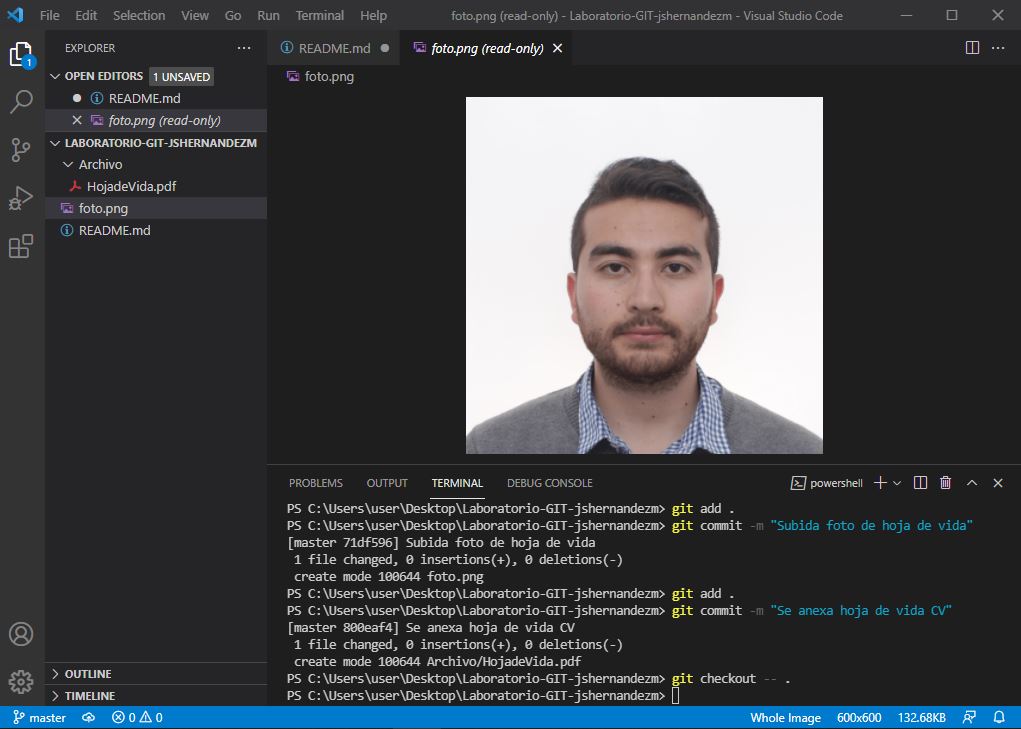 File Edit Selection View Go Run Terminal Help foto.png (read-only) - Laboratorio-GIT-jshernandezm - Visual Studio Code
1
EXPLORER ...
OPEN EDITORS 1 UNSAVED
README.md
foto.png (read-only)
LABORATORIO-GIT-JSHERNANDEZM
Archivo
HojadeVida.pdf
foto.png
README.md
OUTLINE
TIMELINE
README.md foto.png (read-only)
foto.png
PROBLEMS OUTPUT TERMINAL DEBUG CONSOLE powershell
PS C:\Users\user\Desktop\Laboratorio-GIT-jshernandezm> git add .
PS C:\Users\user\Desktop\Laboratorio-GIT-jshernandezm> git commit -m "Subida foto de hoja de vida"
[master 71df596] Subida foto de hoja de vida
1 file changed, 0 insertions(+), 0 deletions(-)
create mode 100644 foto.png
PS C:\Users\user\Desktop\Laboratorio-GIT-jshernandezm> git add .
PS C:\Users\user\Desktop\Laboratorio-GIT-jshernandezm> git commit -m "Se anexa hoja de vida CV"
[master 800eaf4] Se anexa hoja de vida CV
1 file changed, 0 insertions(+), 0 deletions(-)
create mode 100644 Archivo/HojadeVida.pdf
PS C:\Users\user\Desktop\Laboratorio-GIT-jshernandezm> git checkout -- .
PS C:\Users\user\Desktop\Laboratorio-GIT-jshernandezm>
master 0 0 Whole Image 600x600 132.68KB